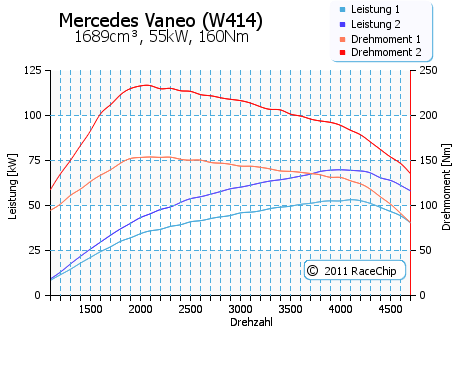 Mercedes Vaneo (W414)
1689cm³, 55kW, 160Nm
Leistung 1
Leistung 2
Drehmoment 1
Drehmoment 2
125
100
75
50
25
0
Leistung [kW]
250
200
150
100
50
0
Drehmoment [Nm]
1500 2000 2500 3000 3500 4000 4500
Drehzahl
© 2011 RaceChip